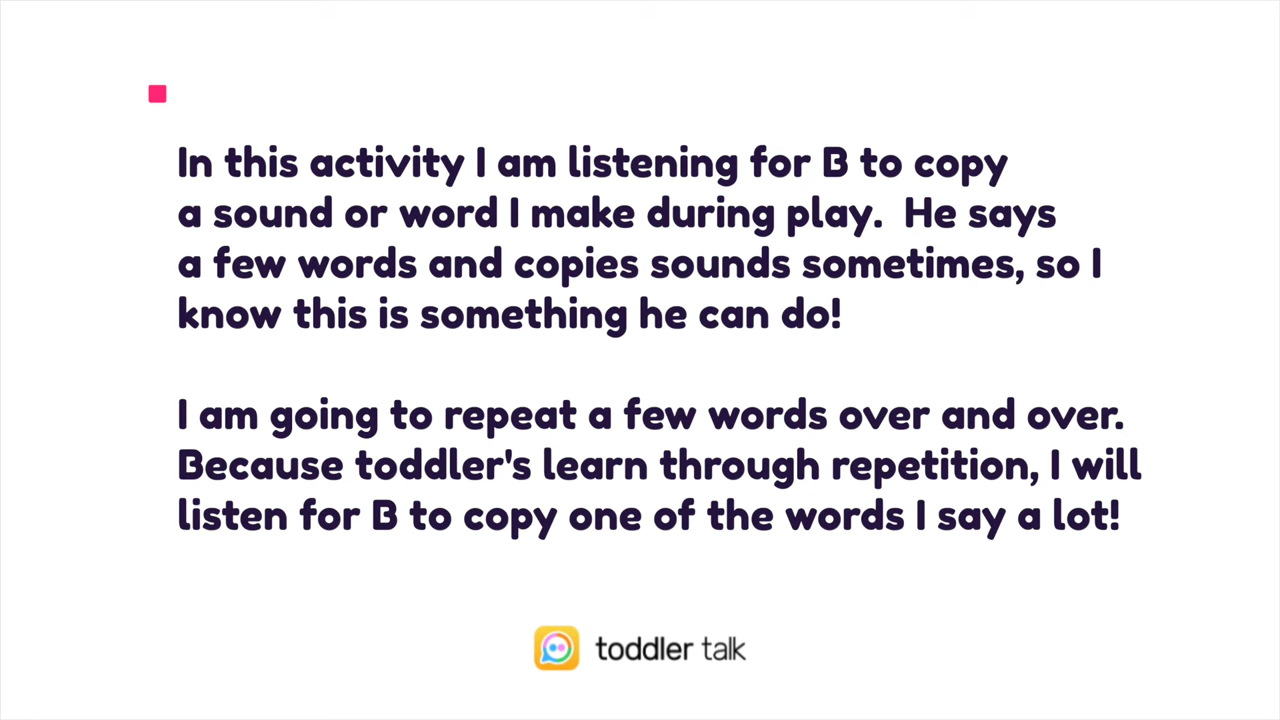 In this activity I am listening for B to copy
a sound or word I make during play.  He says
a few words and copies sounds sometimes, so I
know this is something he can do!
I am going to repeat a few words over and over.
Because toddler's learn through repetition, I will
listen for B to copy one of the words I say a lot!
toddler talk